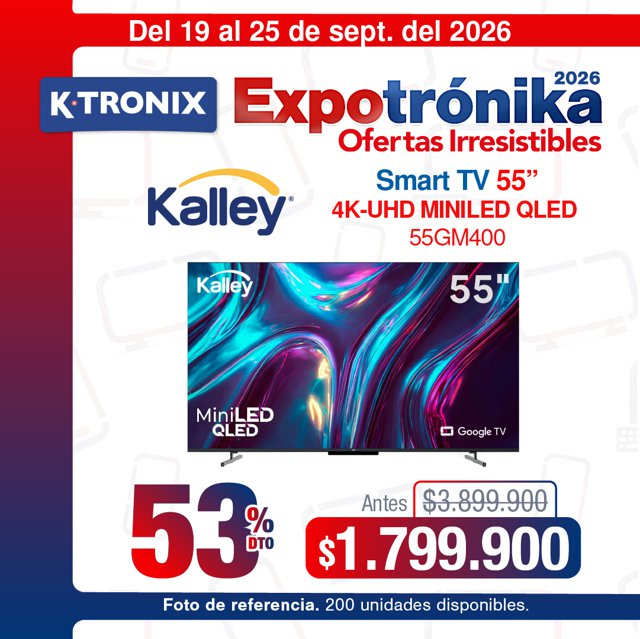 Del 19 al 25 de sept. del 2026
K·TRONIX
Expotrónika 2026
Ofertas Irresistibles
Kalley
Smart TV 55”
4K-UHD MINILED QLED
55GM400
Kalley
55"
MiniLED
QLED
Google TV
53% DTO
Antes $3.899.900
$1.799.900
Foto de referencia. 200 unidades disponibles.